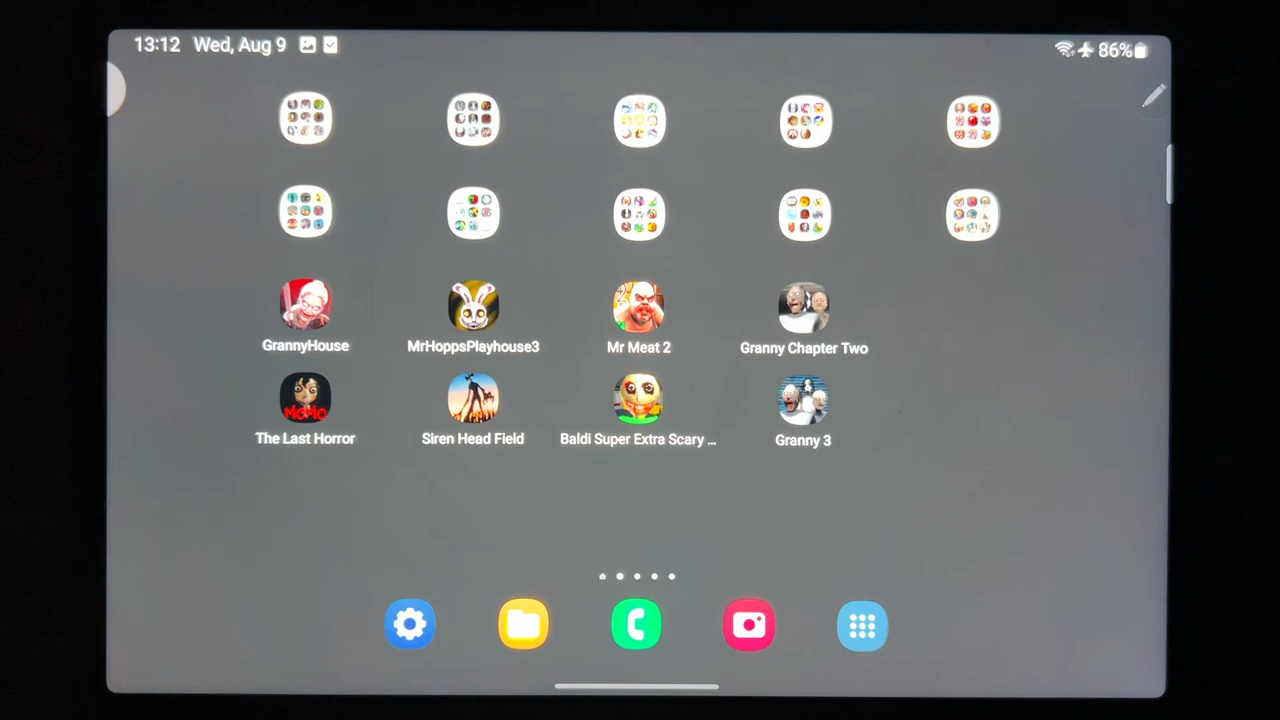 13:12 Wed, Aug 9 86%
GrannyHouse MrHoppsPlayhouse3 Mr Meat 2 Granny Chapter Two
MOMO
The Last Horror Siren Head Field Baldi Super Extra Scary ... Granny 3